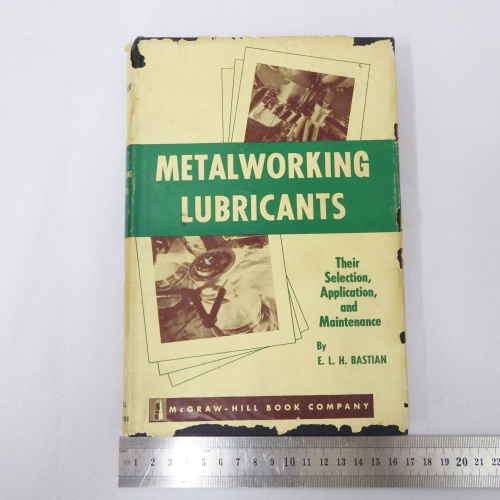 METALWORKING
LUBRICANTS
Their
Selection,
Application,
and
Maintenance
By
E. L. H. BASTIAN
McGRAW-HILL BOOK COMPANY
1 2 3 4 5 6 7 8 9 10 11 12 13 14 15 16 17 18 19 20 21 22